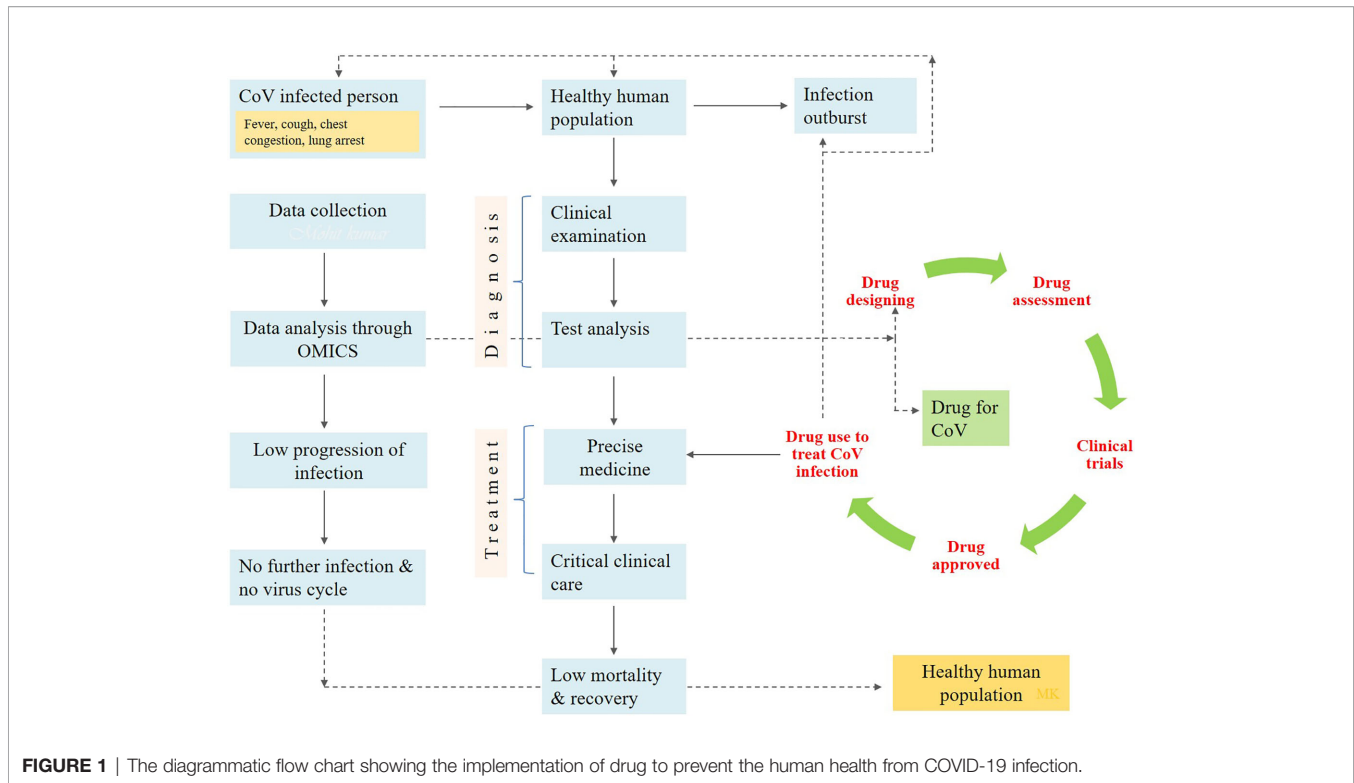 CoV infected person
Fever, cough, chest
congestion, lung arrest
Healthy human
population
Infection
outburst
Data collection
Mohit kumar
Data analysis through
OMICS
Low progression of
infection
No further infection &
no virus cycle
Diagnosis
Clinical
examination
Test analysis
Treatment
Precise
medicine
Critical clinical
care
Low mortality
& recovery
Drug
designing
Drug
assessment
Clinical
trials
Drug
approved
Drug use to
treat CoV
infection
Drug for
CoV
Healthy human
population MK
FIGURE 1 | The diagrammatic flow chart showing the implementation of drug to prevent the human health from COVID-19 infection.